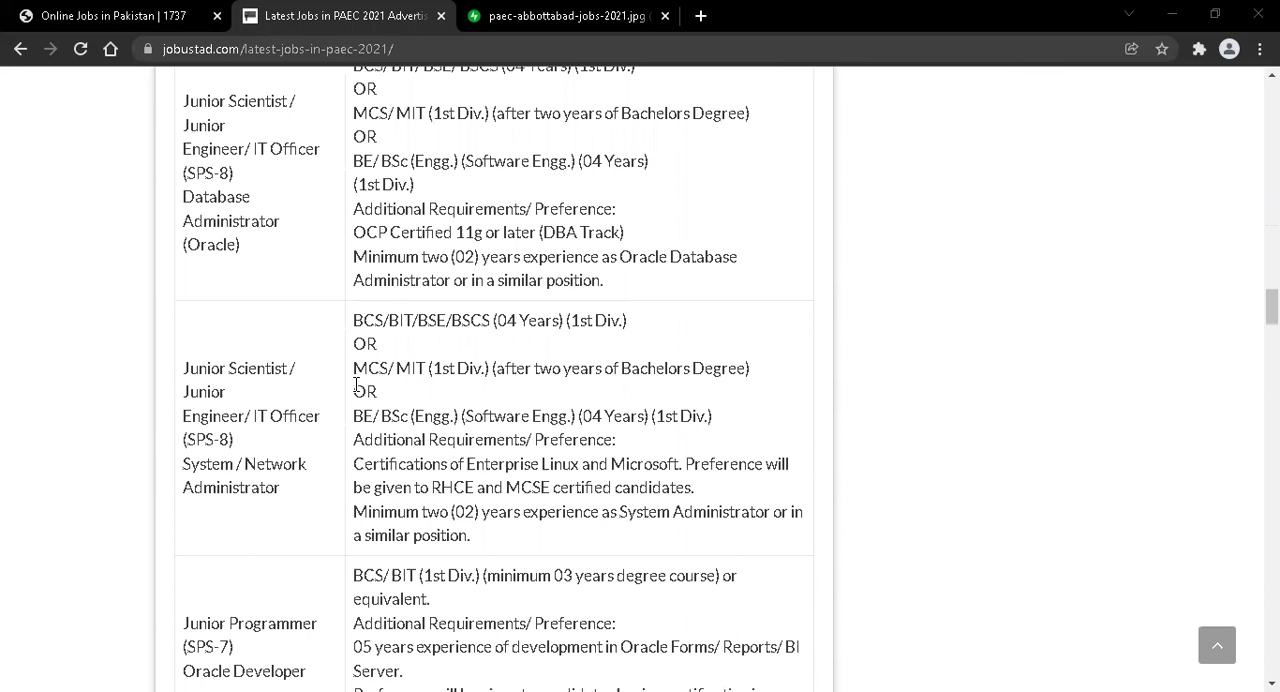 Online Jobs in Pakistan | 1737
Latest Jobs in PAEC 2021 Adverti
paec-abbottabad-jobs-2021.jpg (
jobustad.com/latest-jobs-in-paec-2021/
Junior Scientist /
Junior
Engineer/ IT Officer
(SPS-8)
Database
Administrator
(Oracle)
BCS/ BIT/ BSE/ BSCS (04 Years) (1st Div.)
OR
MCS/ MIT (1st Div.) (after two years of Bachelors Degree)
OR
BE/ BSc (Engg.) (Software Engg.) (04 Years)
(1st Div.)
Additional Requirements/ Preference:
OCP Certified 11g or later (DBA Track)
Minimum two (02) years experience as Oracle Database
Administrator or in a similar position.
Junior Scientist /
Junior
Engineer/ IT Officer
(SPS-8)
System / Network
Administrator
BCS/BIT/BSE/BSCS (04 Years) (1st Div.)
OR
MCS/ MIT (1st Div.) (after two years of Bachelors Degree)
OR
BE/ BSc (Engg.) (Software Engg.) (04 Years) (1st Div.)
Additional Requirements/ Preference:
Certifications of Enterprise Linux and Microsoft. Preference will
be given to RHCE and MCSE certified candidates.
Minimum two (02) years experience as System Administrator or in
a similar position.
Junior Programmer
(SPS-7)
Oracle Developer
BCS/ BIT (1st Div.) (minimum 03 years degree course) or
equivalent.
Additional Requirements/ Preference:
05 years experience of development in Oracle Forms/ Reports/ BI
Server.